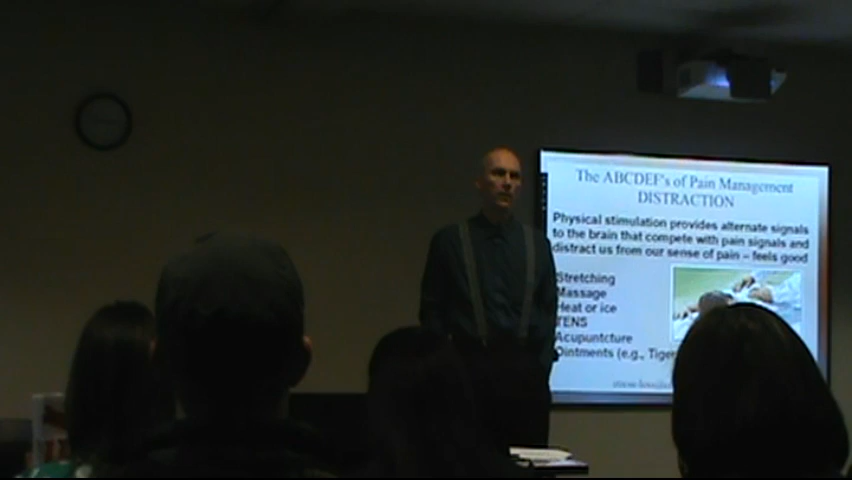 The ABCDEF's of Pain Management
DISTRACTION
Physical stimulation provides alternate signals
to the brain that compete with pain signals and
distract us from our sense of pain – feels good
Stretching
Massage
Heat or ice
TENS
Acupuntcture
Ointments (e.g., Tige